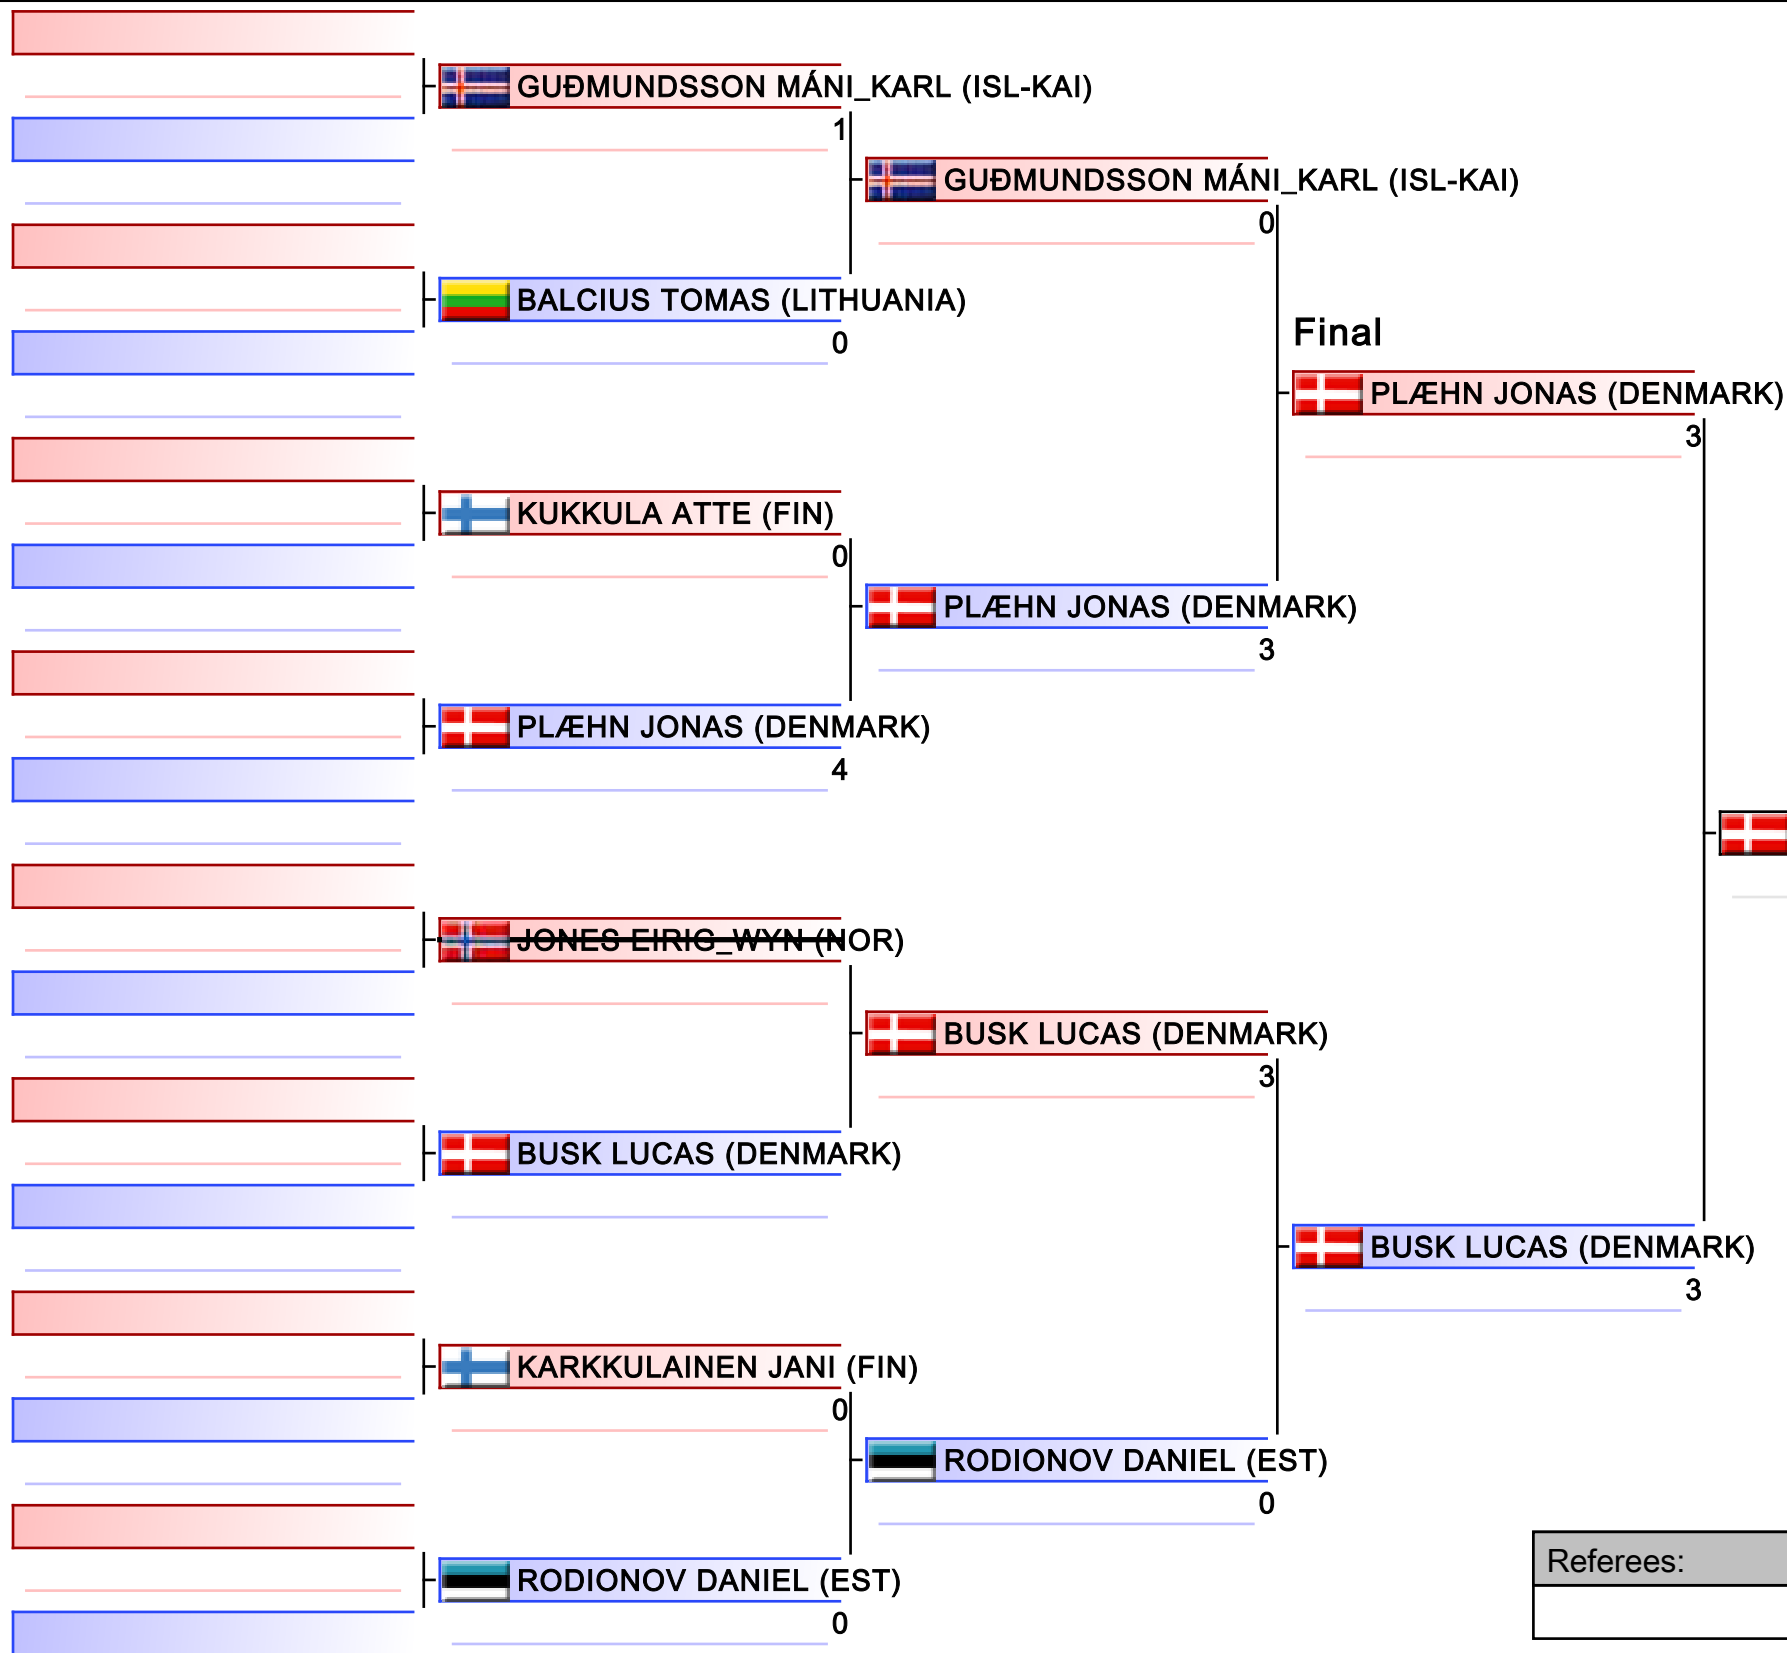 GUÐMUNDSSON MÁNI_KARL (ISL-KAI)
1
GUÐMUNDSSON MÁNI_KARL (ISL-KAI)
0
BALCIUS TOMAS (LITHUANIA)
0
Final
PLÆHN JONAS (DENMARK)
3
KUKKULA ATTE (FIN)
0
PLÆHN JONAS (DENMARK)
3
PLÆHN JONAS (DENMARK)
4
JONES EIRIG_WYN (NOR)
BUSK LUCAS (DENMARK)
3
BUSK LUCAS (DENMARK)
BUSK LUCAS (DENMARK)
3
KARKKULAINEN JANI (FIN)
0
RODIONOV DANIEL (EST)
0
RODIONOV DANIEL (EST)
0
Referees: